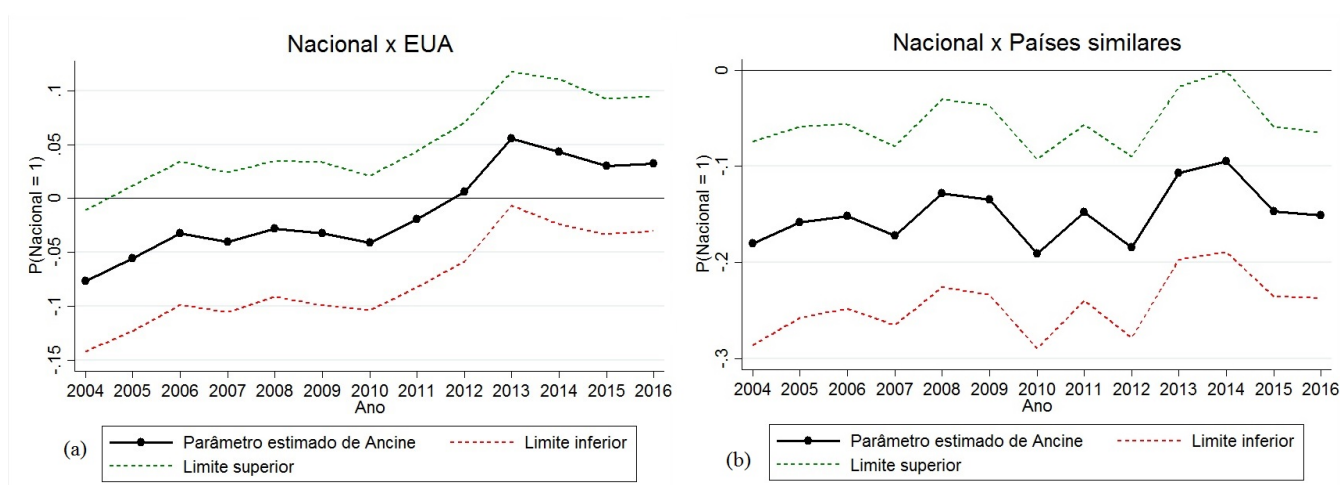 Nacional x EUA
P(Nacional = 1)
.1
.05
0
-.05
-.1
-.15
2004 2005 2006 2007 2008 2009 2010 2011 2012 2013 2014 2015 2016
Ano
(a)
Parâmetro estimado de Ancine
Limite inferior
Limite superior
Nacional x Países similares
P(Nacional = 1)
0
-.1
-.2
-.3
2004 2005 2006 2007 2008 2009 2010 2011 2012 2013 2014 2015 2016
Ano
(b)
Parâmetro estimado de Ancine
Limite inferior
Limite superior